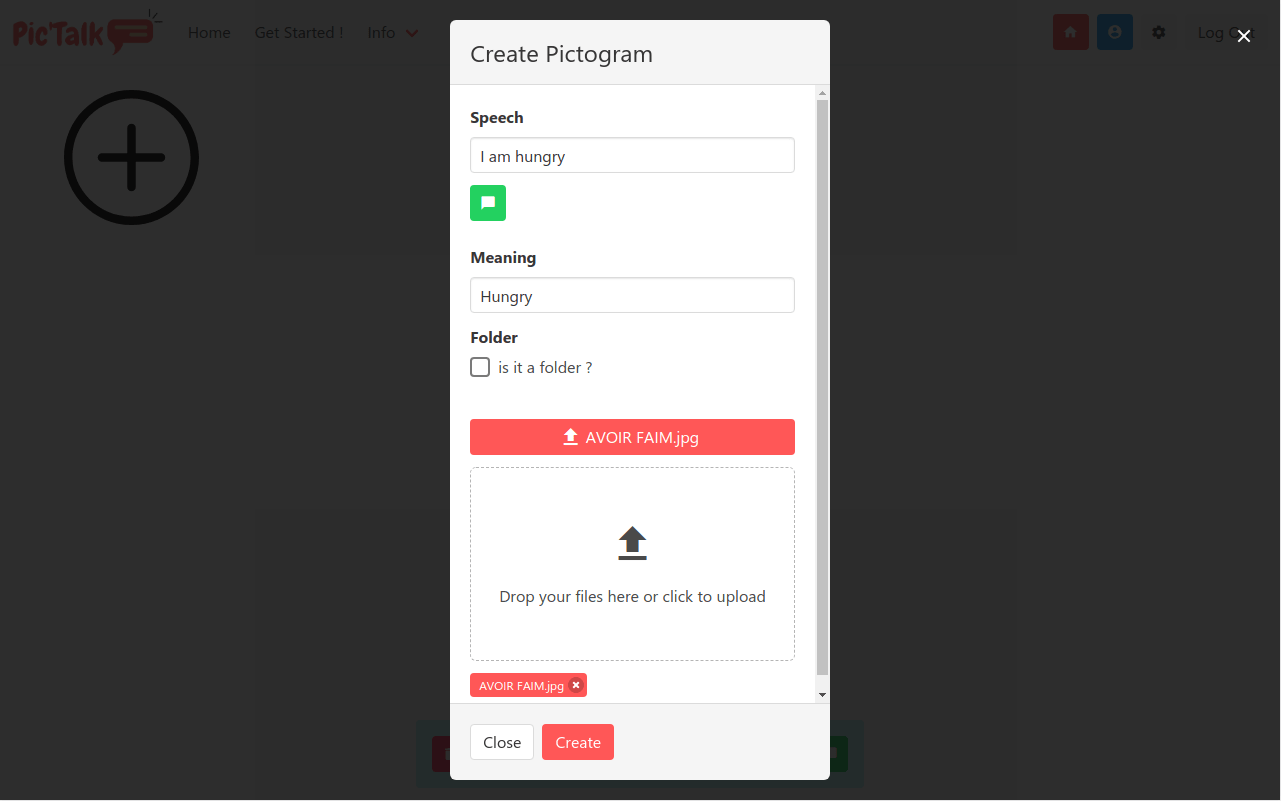 PicTalk
Home
Get Started !
Info
Log Out
Create Pictogram
Speech
I am hungry
Meaning
Hungry
Folder
is it a folder ?
AVOIR FAIM.jpg
Drop your files here or click to upload
AVOIR FAIM.jpg
Close
Create